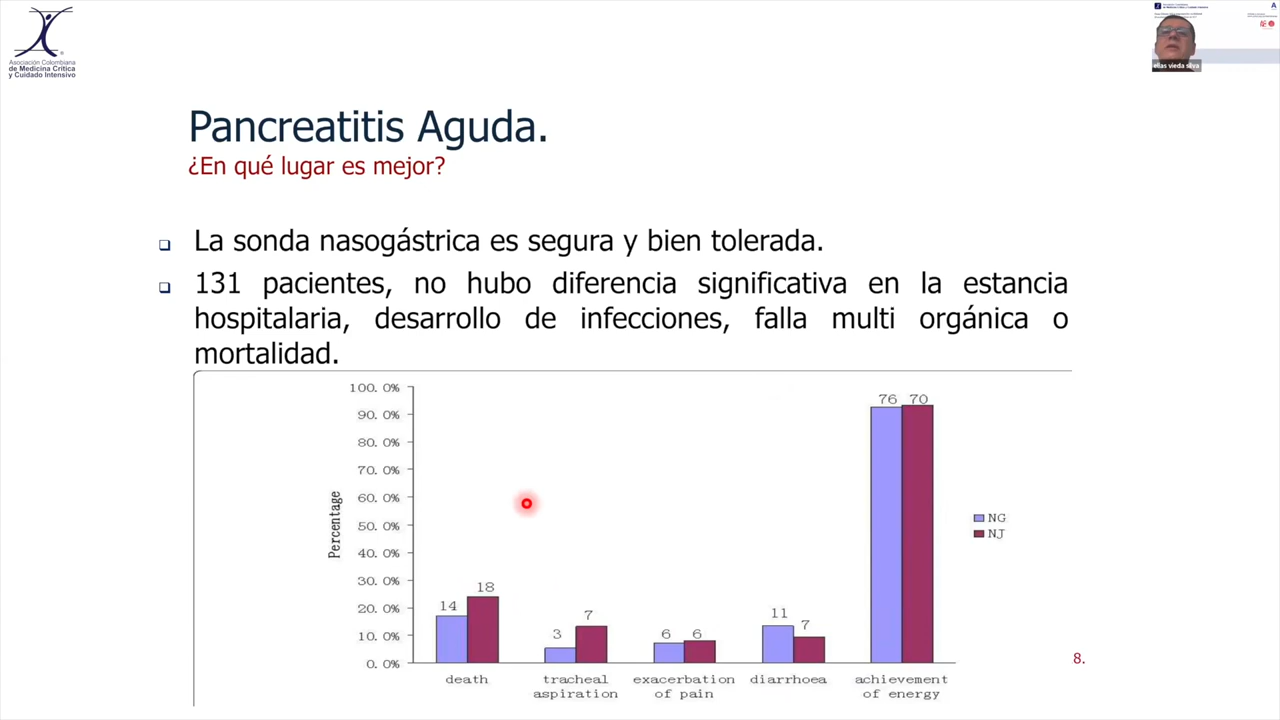 Asociación Colombiana
de Medicina Crítica
y Cuidado Intensivo
elias vieda silva
Pancreatitis Aguda.
¿En qué lugar es mejor?
La sonda nasogástrica es segura y bien tolerada.
131 pacientes, no hubo diferencia significativa en la estancia
hospitalaria, desarrollo de infecciones, falla multi orgánica o
mortalidad.
Percentage
100.0%
90.0%
80.0%
70.0%
60.0%
50.0%
40.0%
30.0%
20.0%
10.0%
0.0%
14 18
3 7
6 6
11 7
76 70
death
tracheal
aspiration
exacerbation
of pain
diarrhoea
achievement
of energy
NG
NJ
8.